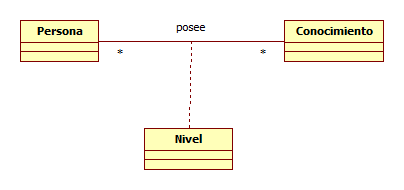 posee
Persona
Conocimiento
*
*
Nivel